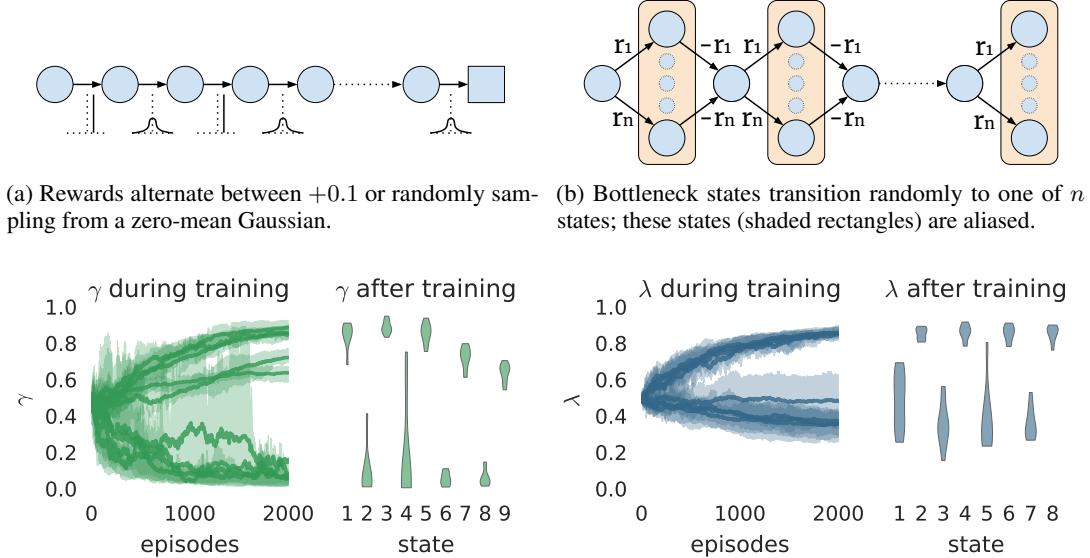 r₁ -r₁ r₁ -r₁ r₁
rₙ -rₙ rₙ -rₙ rₙ
(a) Rewards alternate between +0.1 or randomly sam-
pling from a zero-mean Gaussian.
(b) Bottleneck states transition randomly to one of n
states; these states (shaded rectangles) are aliased.
γ during training
γ
1.0
0.8
0.6
0.4
0.2
0.0
0 1000 2000
episodes
γ after training
1 2 3 4 5 6 7 8 9
state
λ during training
λ
1.0
0.8
0.6
0.4
0.2
0.0
0 1000 2000
episodes
λ after training
1 2 3 4 5 6 7 8
state